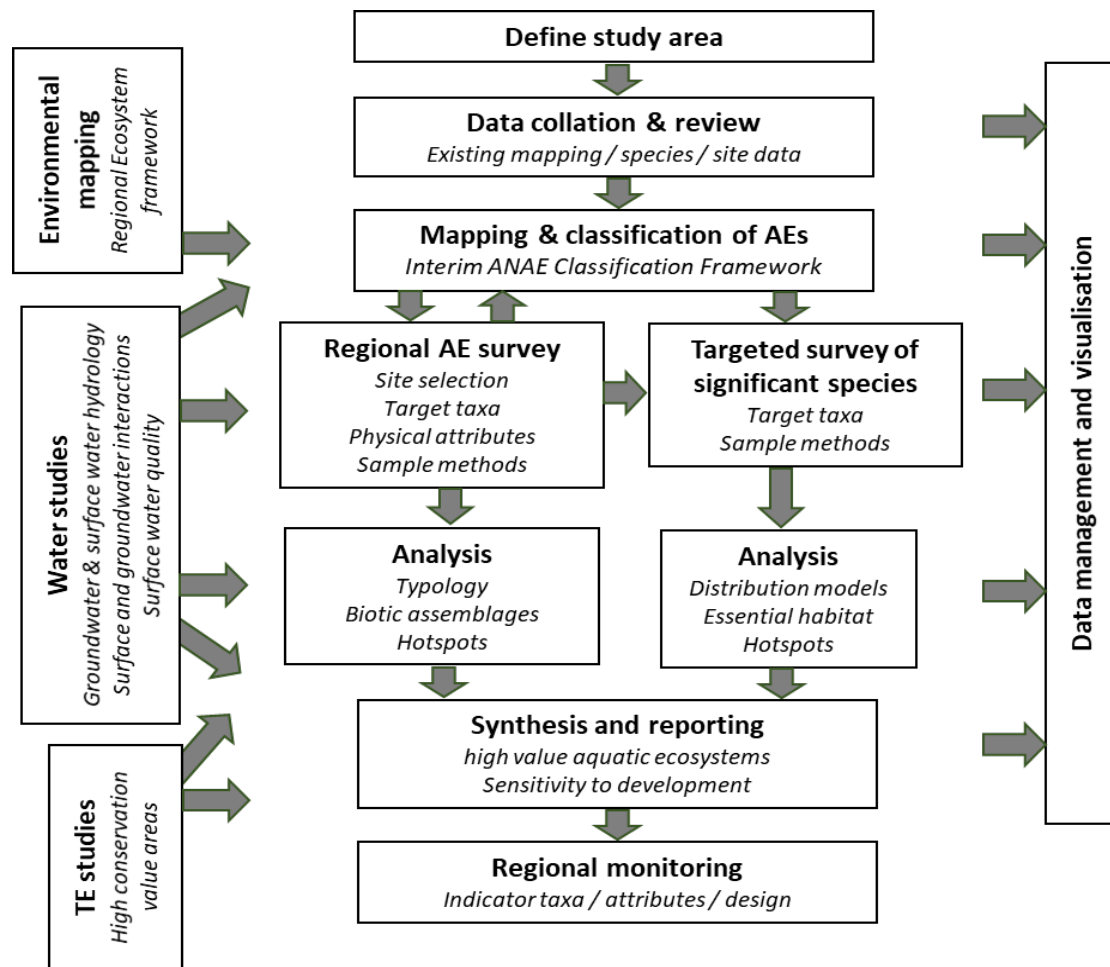 Define study area
Data collation & review
Existing mapping / species / site data
Mapping & classification of AEs
Interim ANAE Classification Framework
Regional AE survey
Site selection
Target taxa
Physical attributes
Sample methods
Targeted survey of
significant species
Target taxa
Sample methods
Analysis
Typology
Biotic assemblages
Hotspots
Analysis
Distribution models
Essential habitat
Hotspots
Synthesis and reporting
high value aquatic ecosystems
Sensitivity to development
Regional monitoring
Indicator taxa / attributes / design
Environmental
mapping
Regional Ecosystem
framework
Water studies
Groundwater & surface water hydrology
Surface and groundwater interactions
Surface water quality
TE studies
High conservation
value areas
Data management and visualisation